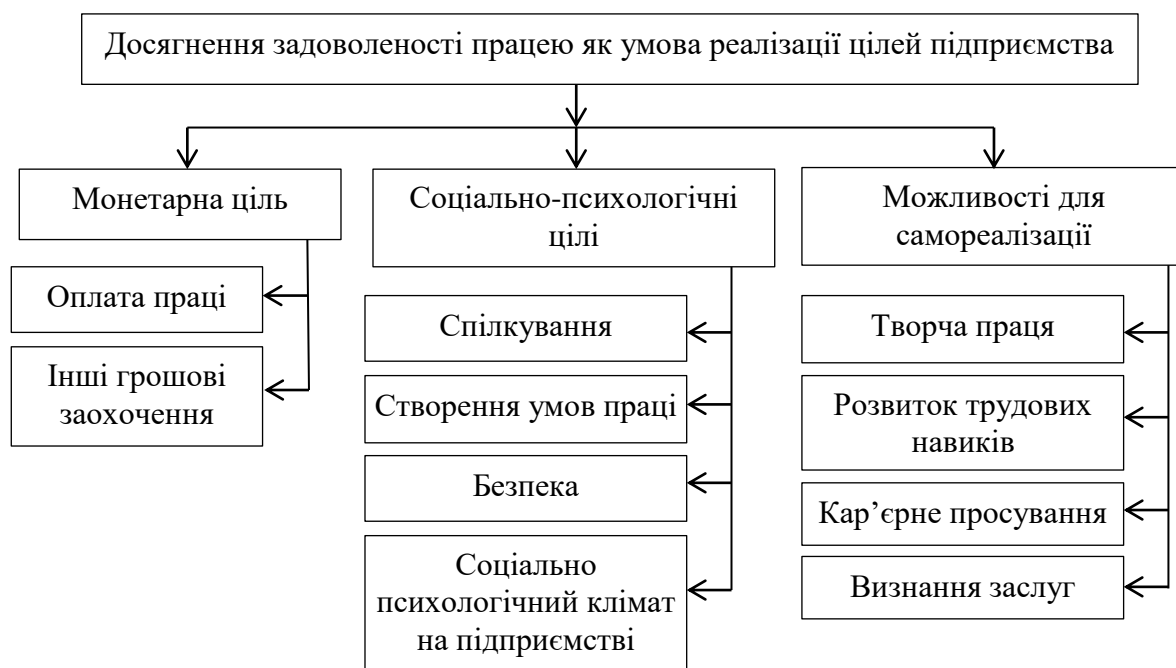 Досягнення задоволеності працею як умова реалізації цілей підприємства
Монетарна ціль
Оплата праці
Інші грошові
заохочення
Соціально-психологічні
цілі
Спілкування
Створення умов праці
Безпека
Соціально
психологічний клімат
на підприємстві
Можливості для
самореалізації
Творча праця
Розвиток трудових
навиків
Кар’єрне просування
Визнання заслуг